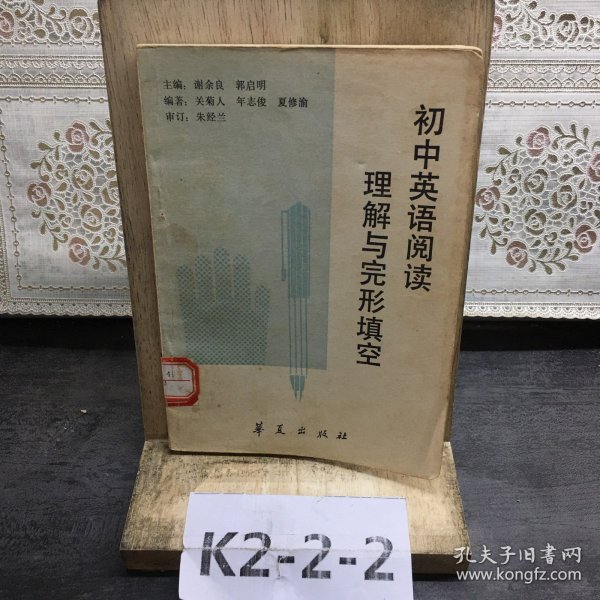 主编：谢余良 郭启明
编著：关菊人 年志俊 夏修渝
审订：朱经兰
初中英语阅读
理解与完形填空
华夏出版社
K2-2-2
孔夫子旧书网
www.kongfz.com